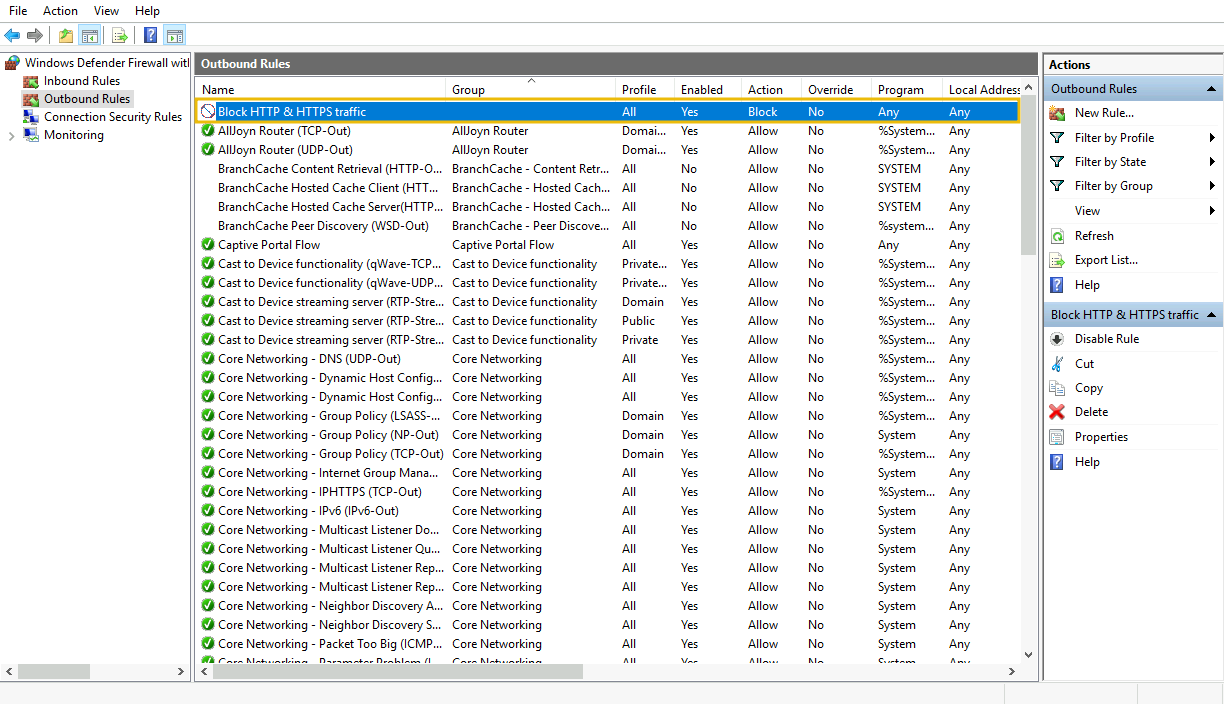 File Action View Help
Windows Defender Firewall with
Inbound Rules
Outbound Rules
Connection Security Rules
Monitoring
Outbound Rules
Name Group Profile Enabled Action Override Program Local Address
Block HTTP & HTTPS traffic All Yes Block No Any Any
AllJoyn Router (TCP-Out) AllJoyn Router Domai... Yes Allow No %System... Any
AllJoyn Router (UDP-Out) AllJoyn Router Domai... Yes Allow No %System... Any
BranchCache Content Retrieval (HTTP-O... BranchCache - Content Retr... All No Allow No SYSTEM Any
BranchCache Hosted Cache Client (HTT... BranchCache - Hosted Cach... All No Allow No SYSTEM Any
BranchCache Hosted Cache Server(HTTP... BranchCache - Hosted Cach... All No Allow No SYSTEM Any
BranchCache Peer Discovery (WSD-Out) BranchCache - Peer Discove... All No Allow No %system... Any
Captive Portal Flow Captive Portal Flow All Yes Allow No Any Any
Cast to Device functionality (qWave-TCP... Cast to Device functionality Private... Yes Allow No %System... Any
Cast to Device functionality (qWave-UDP... Cast to Device functionality Private... Yes Allow No %System... Any
Cast to Device streaming server (RTP-Stre... Cast to Device functionality Domain Yes Allow No %System... Any
Cast to Device streaming server (RTP-Stre... Cast to Device functionality Public Yes Allow No %System... Any
Cast to Device streaming server (RTP-Stre... Cast to Device functionality Private Yes Allow No %System... Any
Core Networking - DNS (UDP-Out) Core Networking All Yes Allow No %System... Any
Core Networking - Dynamic Host Config... Core Networking All Yes Allow No %System... Any
Core Networking - Dynamic Host Config... Core Networking All Yes Allow No %System... Any
Core Networking - Group Policy (LSASS-... Core Networking Domain Yes Allow No %System... Any
Core Networking - Group Policy (NP-Out) Core Networking Domain Yes Allow No System Any
Core Networking - Group Policy (TCP-Out) Core Networking Domain Yes Allow No %System... Any
Core Networking - Internet Group Mana... Core Networking All Yes Allow No System Any
Core Networking - IPHTTPS (TCP-Out) Core Networking All Yes Allow No %System... Any
Core Networking - IPv6 (IPv6-Out) Core Networking All Yes Allow No System Any
Core Networking - Multicast Listener Do... Core Networking All Yes Allow No System Any
Core Networking - Multicast Listener Qu... Core Networking All Yes Allow No System Any
Core Networking - Multicast Listener Rep... Core Networking All Yes Allow No System Any
Core Networking - Multicast Listener Rep... Core Networking All Yes Allow No System Any
Core Networking - Neighbor Discovery A... Core Networking All Yes Allow No System Any
Core Networking - Neighbor Discovery S... Core Networking All Yes Allow No System Any
Core Networking - Packet Too Big (ICMP... Core Networking All Yes Allow No System Any
Core Networking - Parameter Problem (I... Core Networking All Yes Allow No System Any
Actions
Outbound Rules
New Rule...
Filter by Profile
Filter by State
Filter by Group
View
Refresh
Export List...
Help
Block HTTP & HTTPS traffic
Disable Rule
Cut
Copy
Delete
Properties
Help